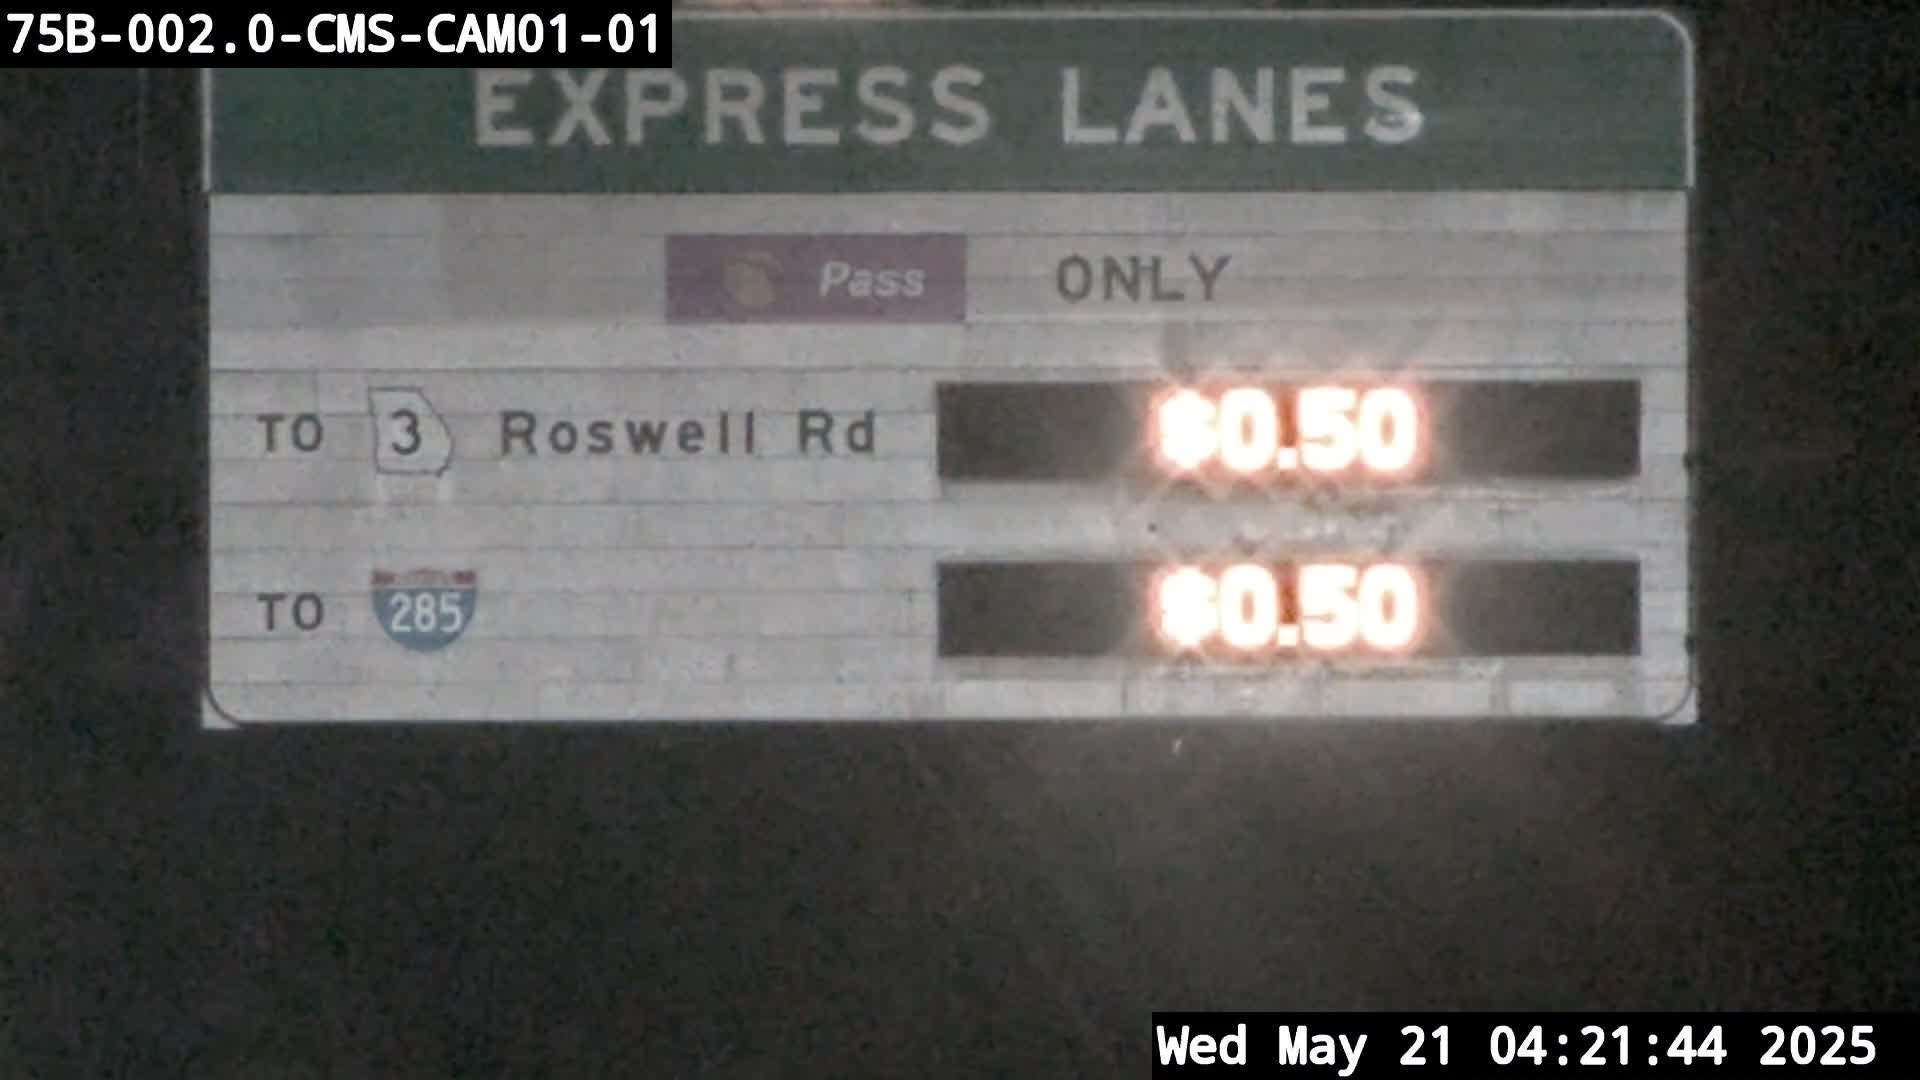 75B-002.0-CMS-CAM01-01
EXPRESS LANES
Pass ONLY
TO 3 Roswell Rd $0.50
TO 285 $0.50
Wed May 21 04:21:44 2025